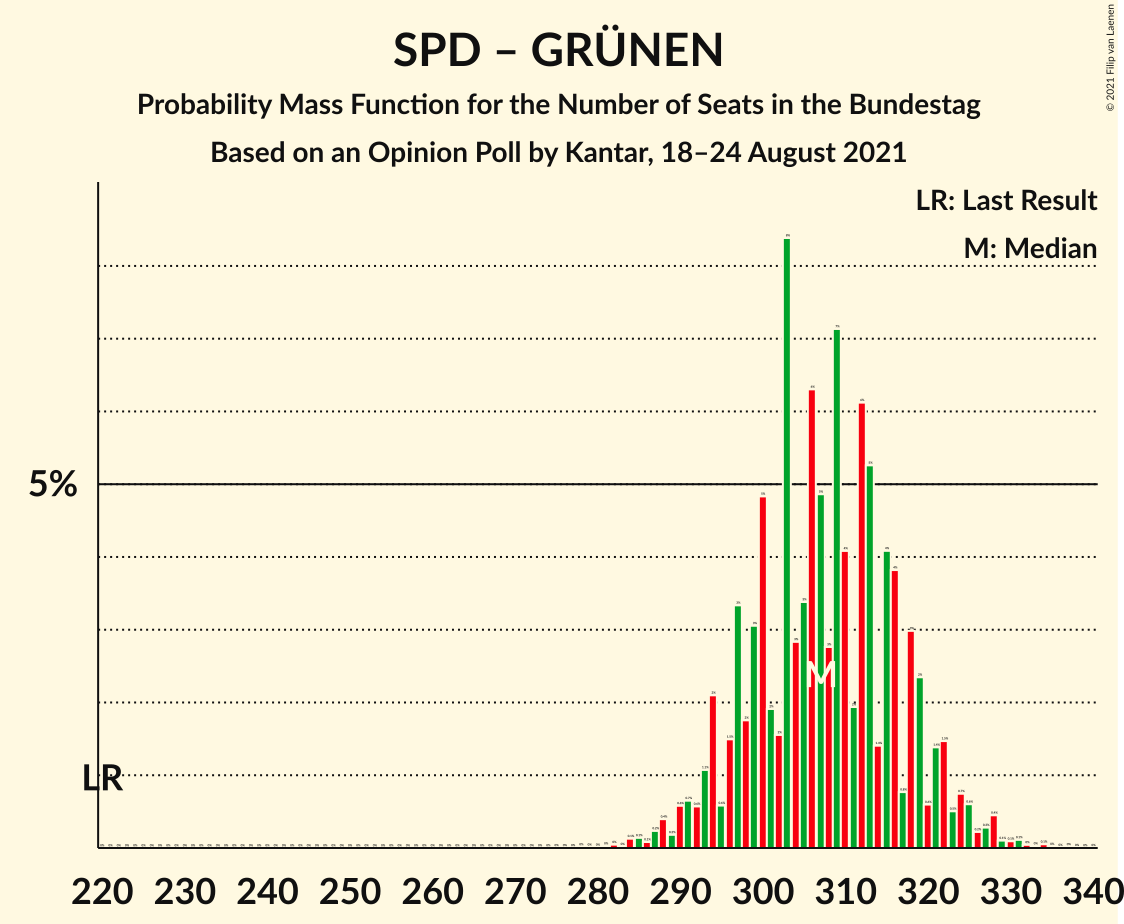 SPD – GRÜNEN
Probability Mass Function for the Number of Seats in the Bundestag
Based on an Opinion Poll by Kantar, 18–24 August 2021
© 2021 Filip van Laenen
LR: Last Result
M: Median
5%
LR
M
220 230 240 250 260 270 280 290 300 310 320 330 340